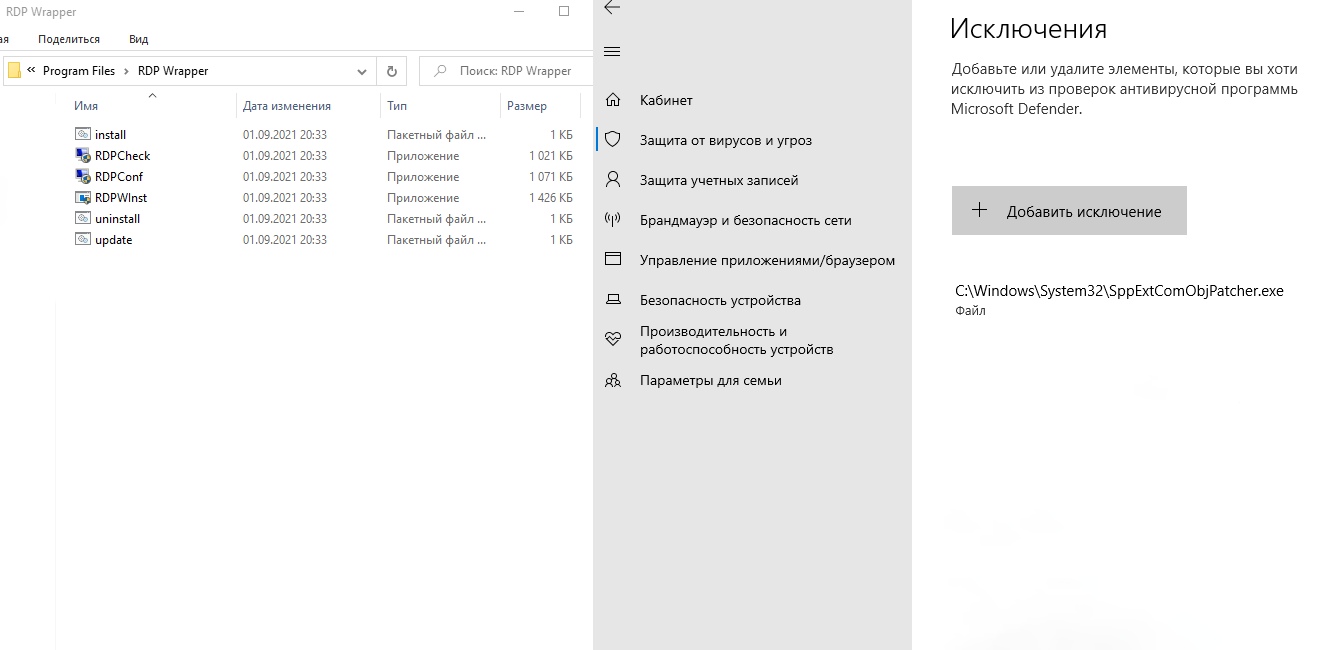 RDP Wrapper
ая Поделиться Вид
« Program Files › RDP Wrapper
Поиск: RDP Wrapper
Имя Дата изменения Тип Размер
install 01.09.2021 20:33 Пакетный файл ... 1 КБ
RDPCheck 01.09.2021 20:33 Приложение 1 021 КБ
RDPConf 01.09.2021 20:33 Приложение 1 071 КБ
RDPWInst 01.09.2021 20:33 Приложение 1 426 КБ
uninstall 01.09.2021 20:33 Пакетный файл ... 1 КБ
update 01.09.2021 20:33 Пакетный файл ... 1 КБ
Кабинет
Защита от вирусов и угроз
Защита учетных записей
Брандмауэр и безопасность сети
Управление приложениями/браузером
Безопасность устройства
Производительность и
работоспособность устройств
Параметры для семьи
Исключения
Добавьте или удалите элементы, которые вы хоти
исключить из проверок антивирусной программь
Microsoft Defender.
Добавить исключение
C:\Windows\System32\SppExtComObjPatcher.exe
Файл